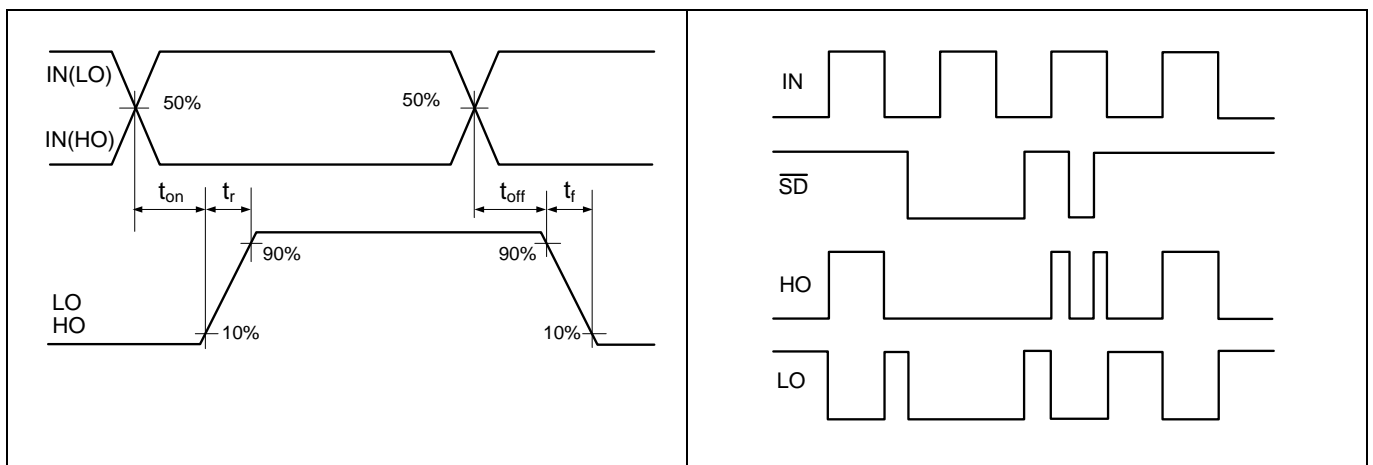 IN(LO)
50%
50%
IN(HO)
ton
tr
toff
tf
90%
90%
LO
HO
10%
10%
IN
SD
HO
LO